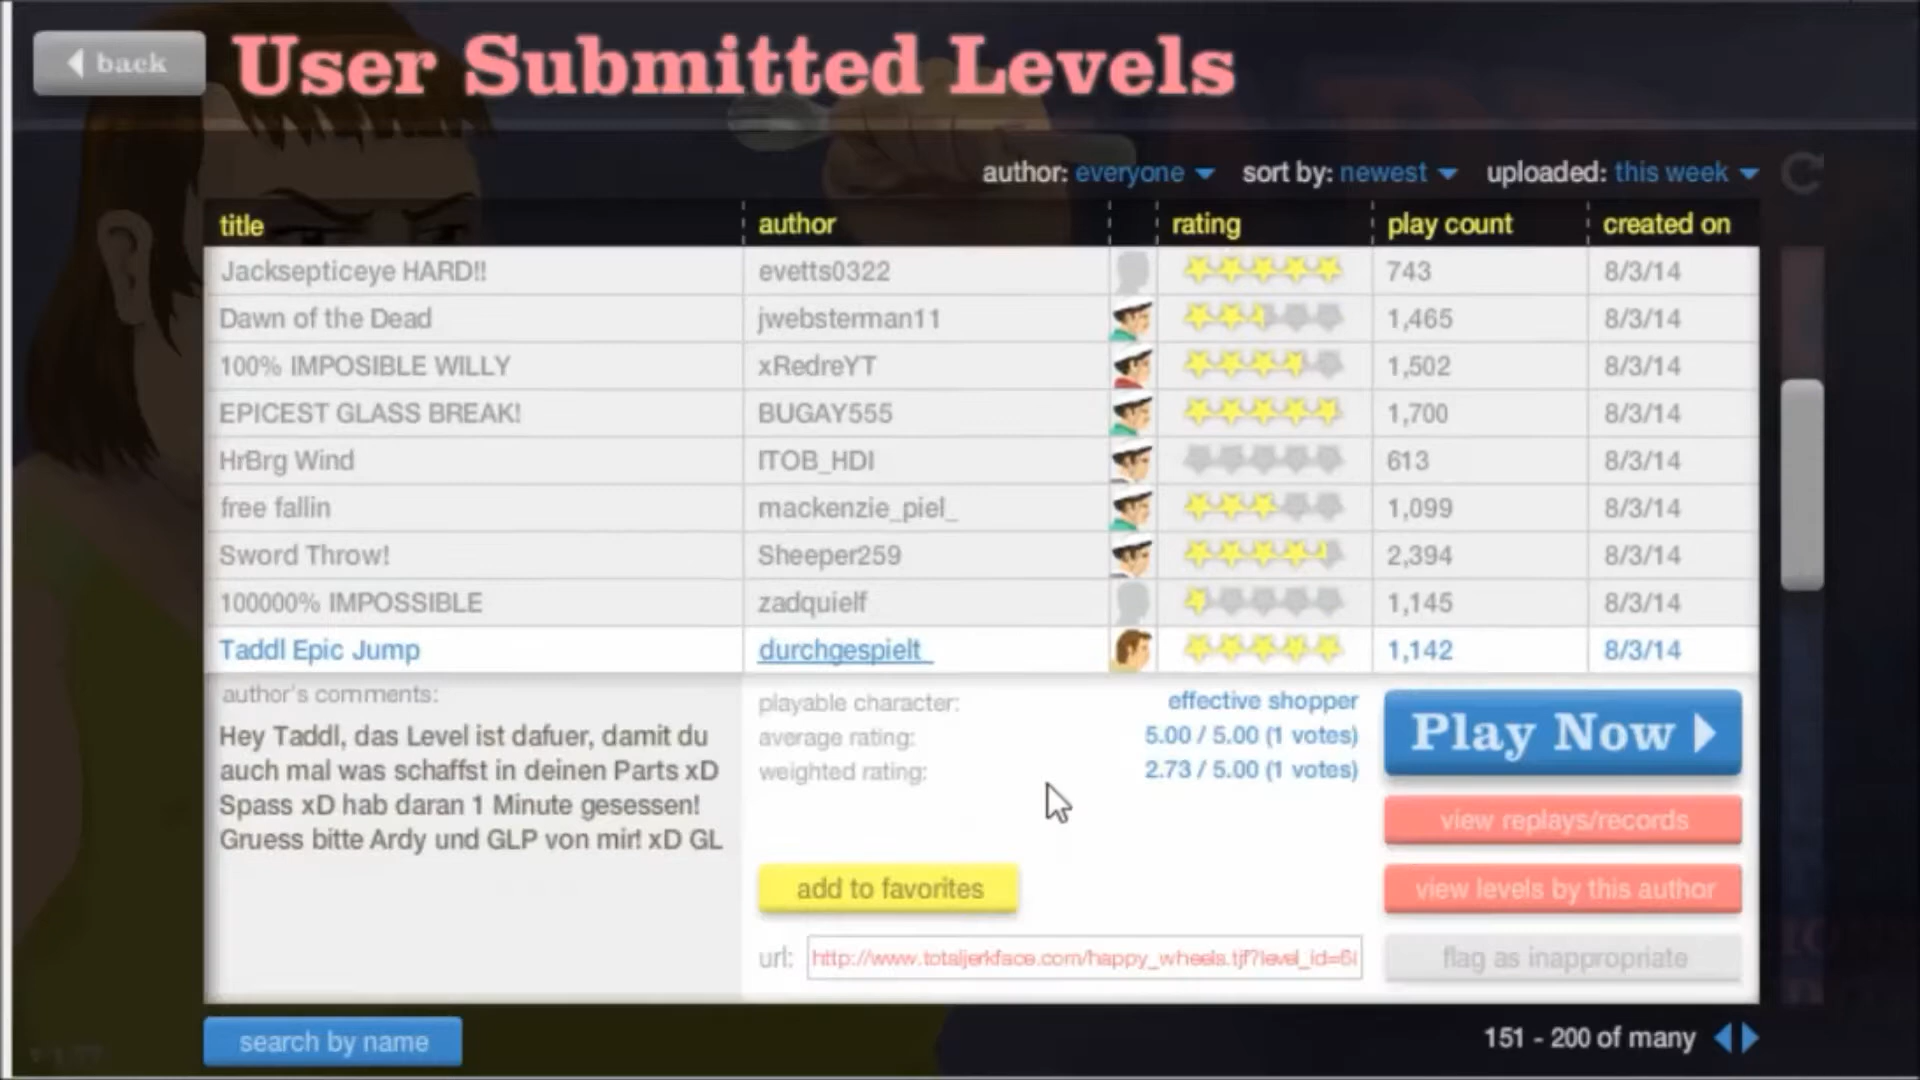 back
User Submitted Levels
author: everyone sort by: newest uploaded: this week
title author rating play count created on
Jacksepticeye HARD!! evetts0322 743 8/3/14
Dawn of the Dead jwebsterman11 1,465 8/3/14
100% IMPOSIBLE WILLY xRedreYT 1,502 8/3/14
EPICEST GLASS BREAK! BUGAY555 1,700 8/3/14
HrBrg Wind ITOB_HDI 613 8/3/14
free fallin mackenzie_piel_ 1,099 8/3/14
Sword Throw! Sheeper259 2,394 8/3/14
100000% IMPOSSIBLE zadquielf 1,145 8/3/14
Taddl Epic Jump durchgespielt_ 1,142 8/3/14
author's comments:
Hey Taddl, das Level ist dafuer, damit du
auch mal was schaffst in deinen Parts xD
Spass xD hab daran 1 Minute gesessen!
Gruess bitte Ardy und GLP von mir! xD GL
playable character: effective shopper
average rating: 5.00 / 5.00 (1 votes)
weighted rating: 2.73 / 5.00 (1 votes)
add to favorites
url: http://www.totaljerkface.com/happy_wheels.tjf?level_id=6
Play Now
view replays/records
view levels by this author
flag as inappropriate
search by name
151 - 200 of many